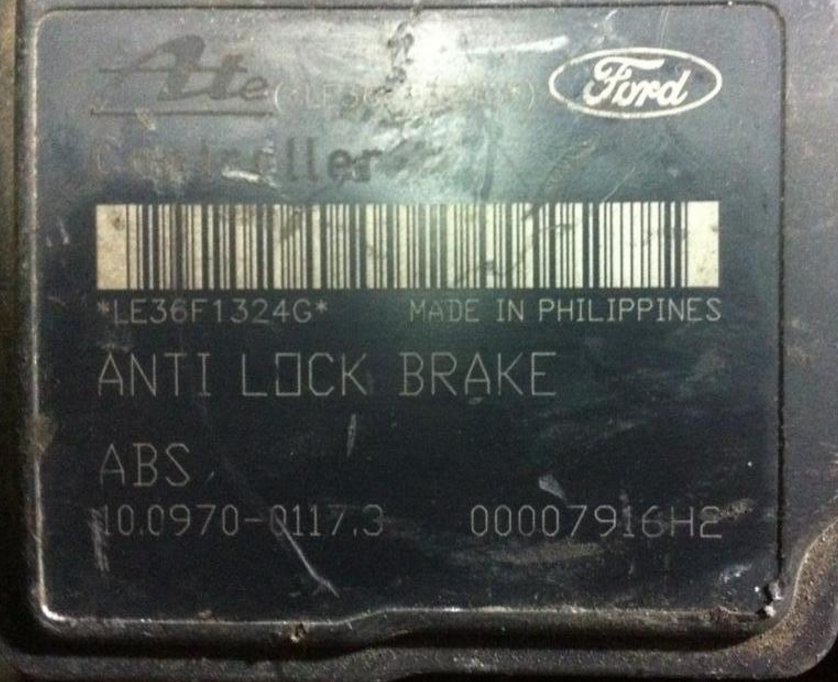 Ate Ford
Controller
*LE36F1324G* MADE IN PHILIPPINES
ANTI LOCK BRAKE
ABS
10.0970-0117.3 00007916H2